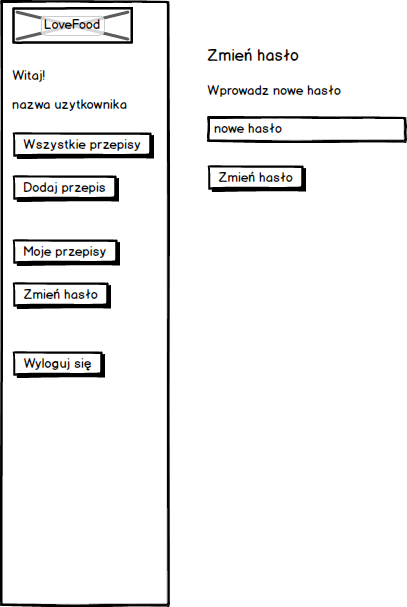 LoveFood
Witaj!
nazwa uzytkownika
Wszystkie przepisy
Dodaj przepis
Moje przepisy
Zmień hasło
Wyloguj się
Zmień hasło
Wprowadz nowe hasło
nowe hasło
Zmień hasło